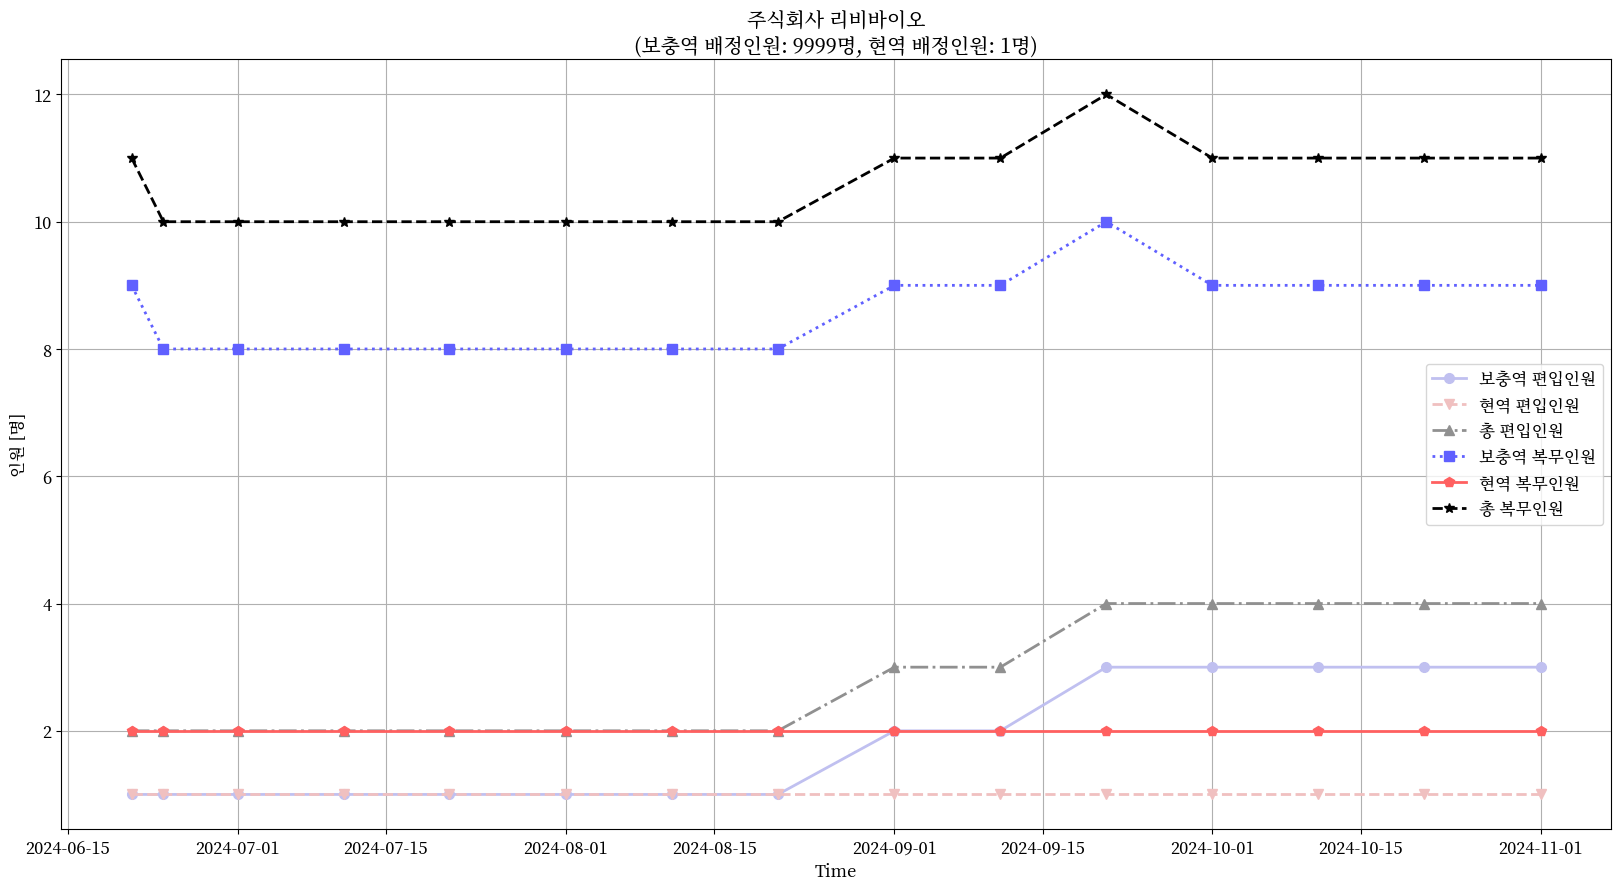 주식회사 리비바이오
(보충역 배정인원: 9999명, 현역 배정인원: 1명)
12
10
8
6
4
2
인원 [명]
보충역 편입인원
현역 편입인원
총 편입인원
보충역 복무인원
현역 복무인원
총 복무인원
2024-06-15
2024-07-01
2024-07-15
2024-08-01
2024-08-15
2024-09-01
2024-09-15
2024-10-01
2024-10-15
2024-11-01
Time